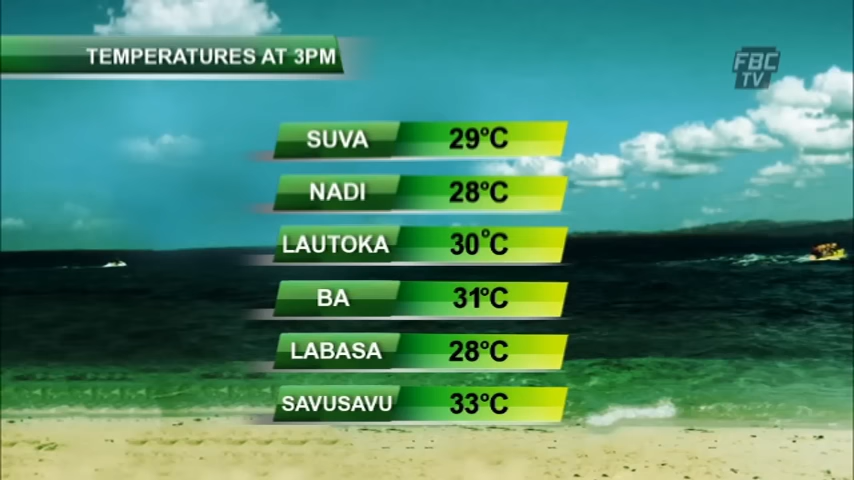 TEMPERATURES AT 3PM
FBC
TV
SUVA 29°C
NADI 28°C
LAUTOKA 30°C
BA 31°C
LABASA 28°C
SAVUSAVU 33°C